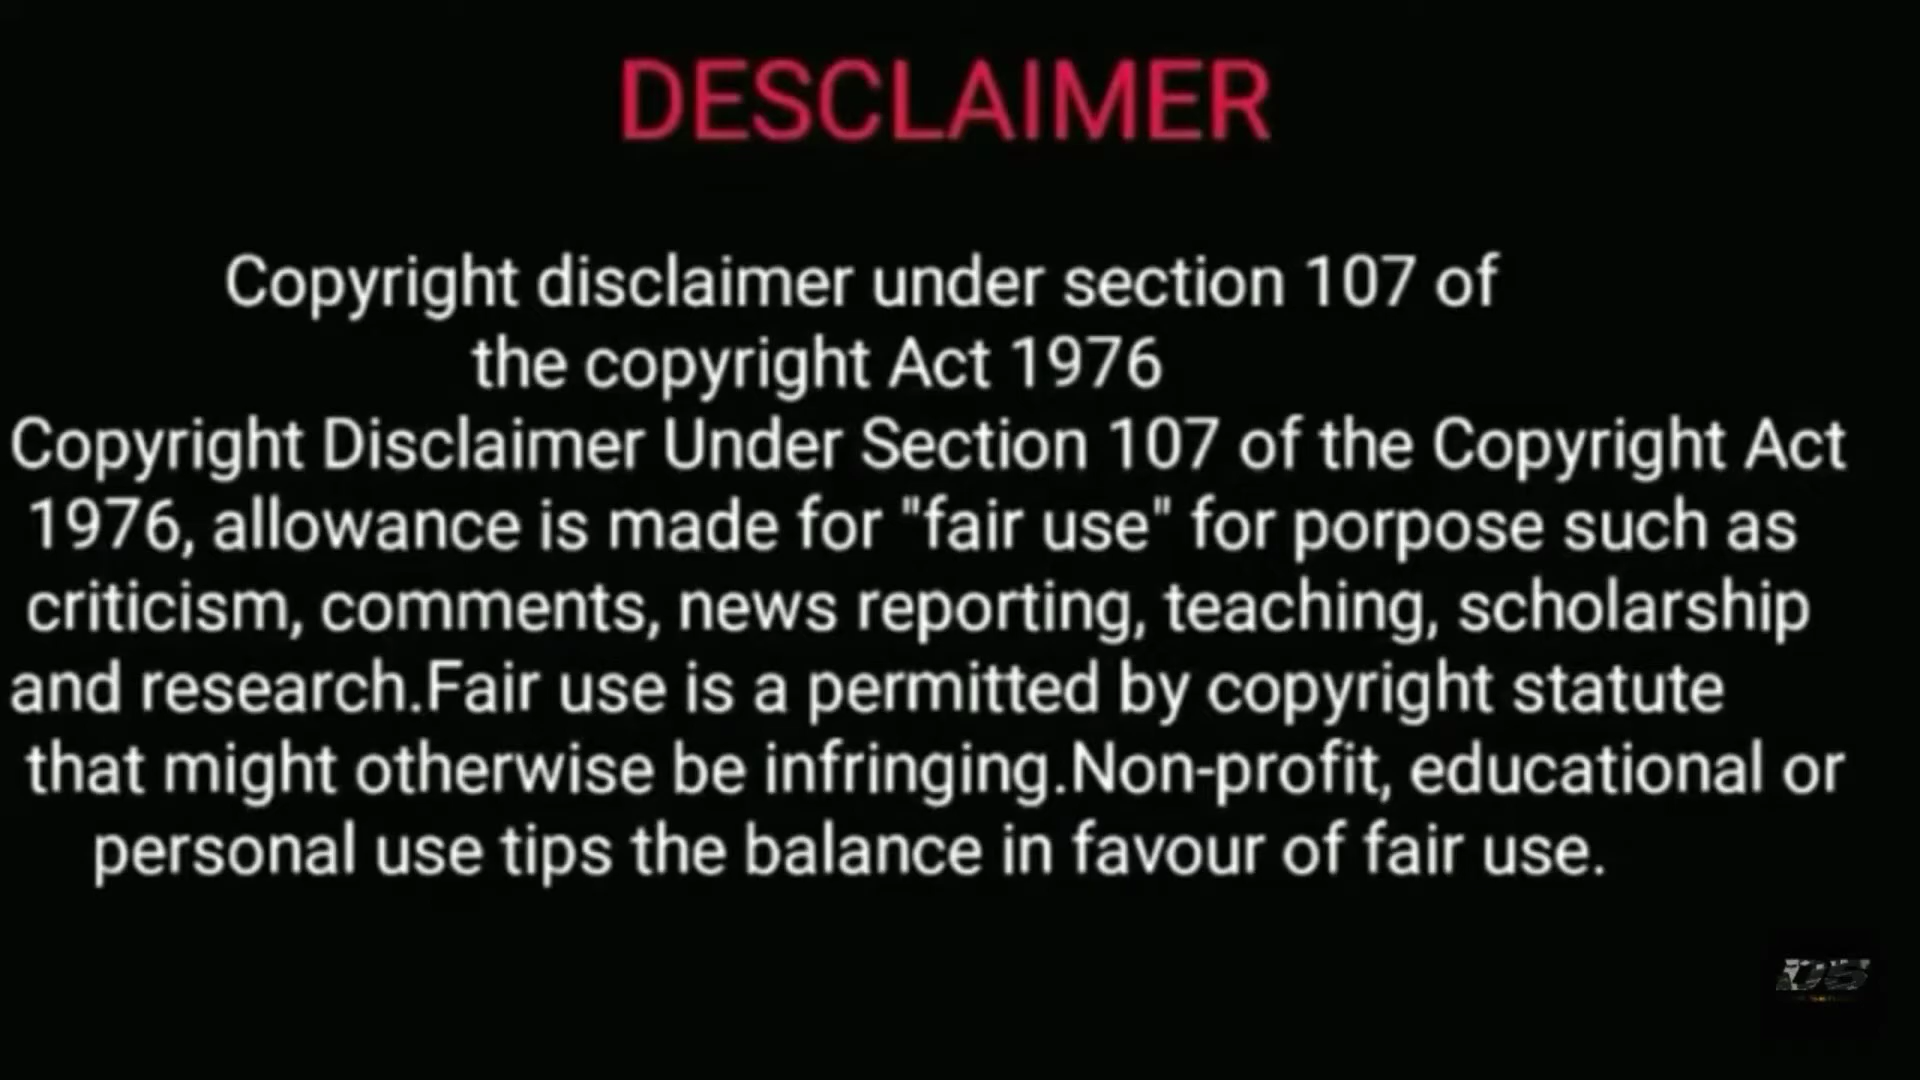 DESCLAIMER
Copyright disclaimer under section 107 of
the copyright Act 1976
Copyright Disclaimer Under Section 107 of the Copyright Act
1976, allowance is made for "fair use" for porpose such as
criticism, comments, news reporting, teaching, scholarship
and research.Fair use is a permitted by copyright statute
that might otherwise be infringing.Non-profit, educational or
personal use tips the balance in favour of fair use.